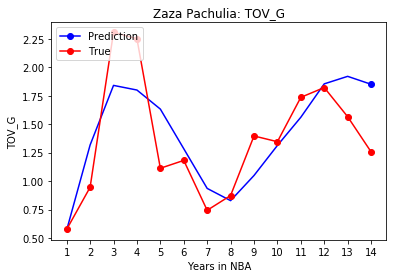 Zaza Pachulia: TOV_G
Prediction
True
TOV_G
2.25
2.00
1.75
1.50
1.25
1.00
0.75
0.50
1 2 3 4 5 6 7 8 9 10 11 12 13 14
Years in NBA